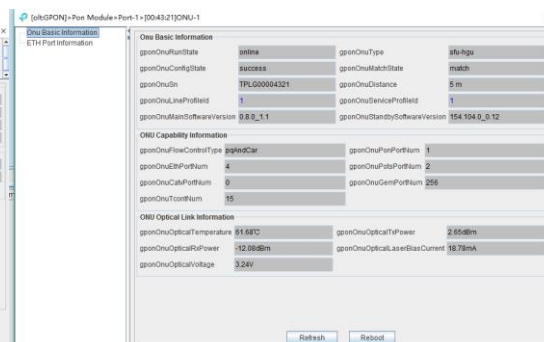 [olt:GPON]>Pon Module>Port-1>[00:43:21]ONU-1
Onu Basic Information
ETH Port Information
Onu Basic Information
gponOnuRunState online gponOnuType sfu-hgu
gponOnuConfigState success gponOnuMatchState match
gponOnuSn TPLG00004321 gponOnuDistance 5 m
gponOnuLineProfileId 1 gponOnuServiceProfileId 1
gponOnuMainSoftwareVersion 0.8.0_1.1 gponOnuStandbySoftwareVersion 154.104.0_0.12
ONU Capability Information
gponOnuFlowControlType pqAndCar gponOnuPonPortNum 1
gponOnuEthPortNum 4 gponOnuPotsPortNum 2
gponOnuCatvPortNum 0 gponOnuGemPortNum 256
gponOnuTcontNum 15
ONU Optical Link Information
gponOnuOpticalTemperature 61.68℃ gponOnuOpticalTxPower 2.65dBm
gponOnuOpticalRxPower -12.08dBm gponOnuOpticalLaserBiasCurrent 18.78mA
gponOnuOpticalVoltage 3.24V
Refresh Reboot